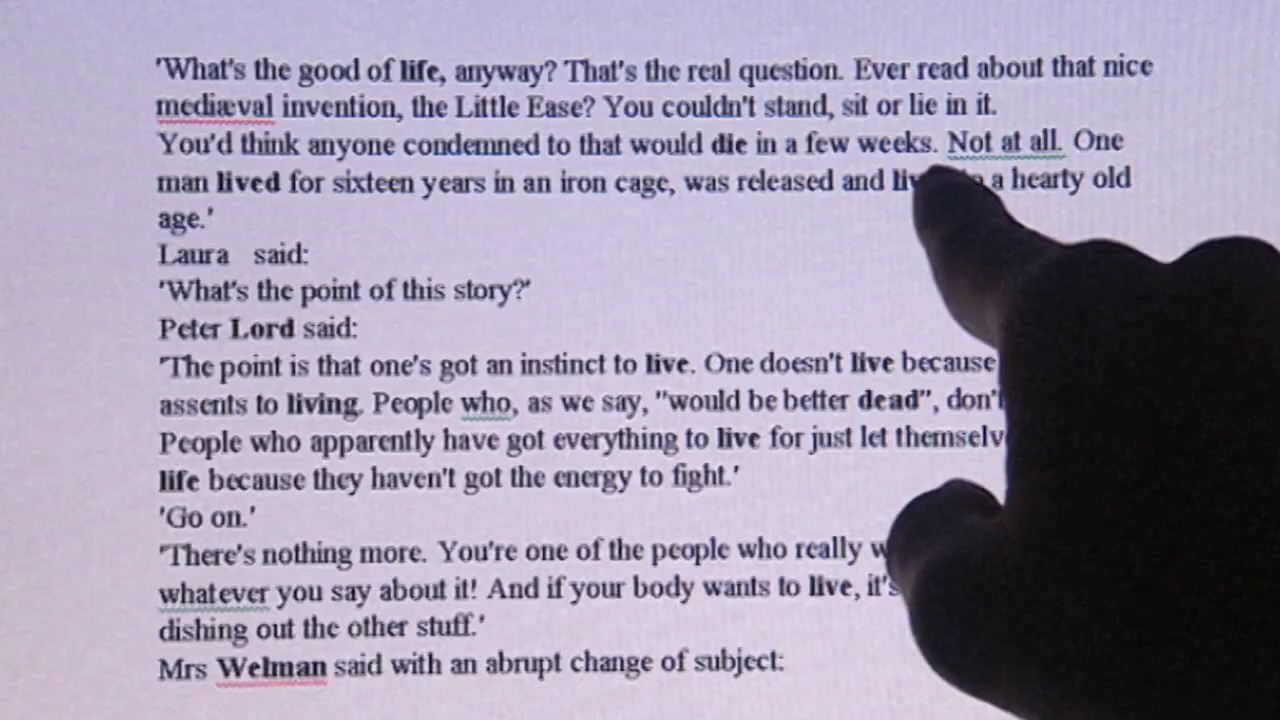 'What's the good of life, anyway? That's the real question. Ever read about that nice
mediæval invention, the Little Ease? You couldn't stand, sit or lie in it.
You'd think anyone condemned to that would die in a few weeks. Not at all. One
man lived for sixteen years in an iron cage, was released and a hearty old
age.'
Laura said:
'What's the point of this story?'
Peter Lord said:
'The point is that one's got an instinct to live. One doesn't live because
assents to living. People who, as we say, "would be better dead", don't
People who apparently have got everything to live for just let
life because they haven't got the energy to fight.'
'Go on.'
'There's nothing more. You're one of the people who really
whatever you say about it! And if your body wants to live, it's
dishing out the other stuff.'
Mrs Welman said with an abrupt change of subject: